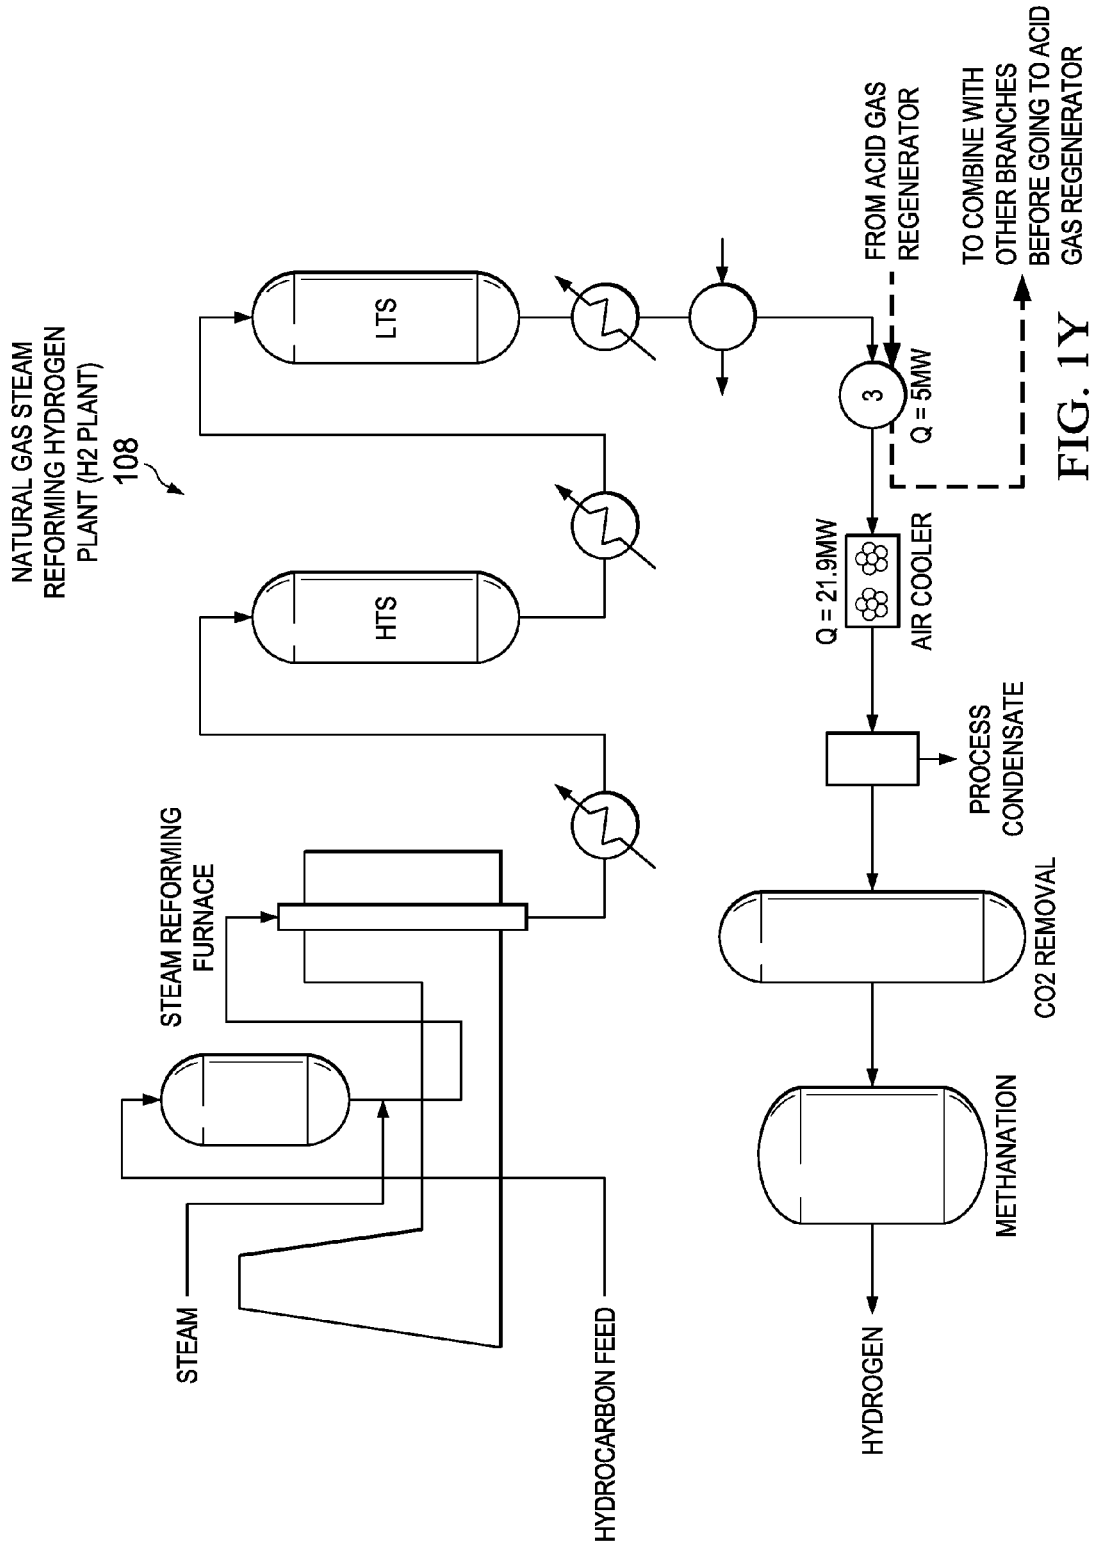 NATURAL GAS STEAM
REFORMING HYDROGEN
PLANT (H2 PLANT)
108
STEAM REFORMING
FURNACE
STEAM
HYDROCARBON FEED
HTS
LTS
FROM ACID GAS
REGENERATOR
3
Q = 5MW
TO COMBINE WITH
OTHER BRANCHES
BEFORE GOING TO ACID
GAS REGENERATOR
Q = 21.9MW
AIR COOLER
PROCESS
CONDENSATE
CO2 REMOVAL
METHANATION
HYDROGEN
FIG. 1Y